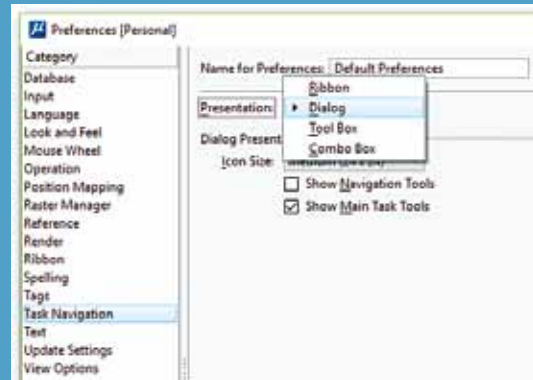 Preferences [Personal]
Category
Database
Input
Language
Look and Feel
Mouse Wheel
Operation
Position Mapping
Raster Manager
Reference
Render
Ribbon
Spelling
Tags
Task Navigation
Text
Update Settings
View Options
Name for Preferences: Default Preferences
Presentation:
Ribbon
Dialog
Tool Box
Combo Box
Dialog Present
Icon Size:
Show Navigation Tools
Show Main Task Tools